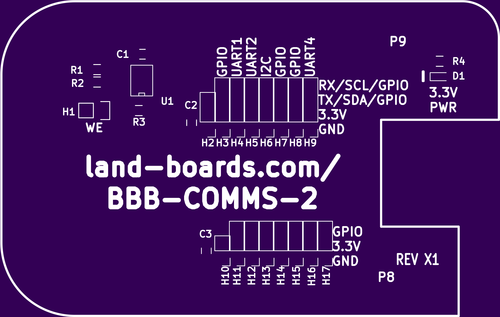 P9
C1
R1
R2
H1
WE
U1
R3
C2
GPIO
UART1
UART2
I2C
GPIO
GPIO
UART4
RX/SCL/GPIO
TX/SDA/GPIO
3.3V
GND
R4
D1
3.3V
PWR
H2 H3 H4 H5 H6 H7 H8 H9
land-boards.com/
BBB-COMMS-2
C3
GPIO
3.3V
GND
H10 H11 H12 H13 H14 H15 H16 H17
REV X1
P8